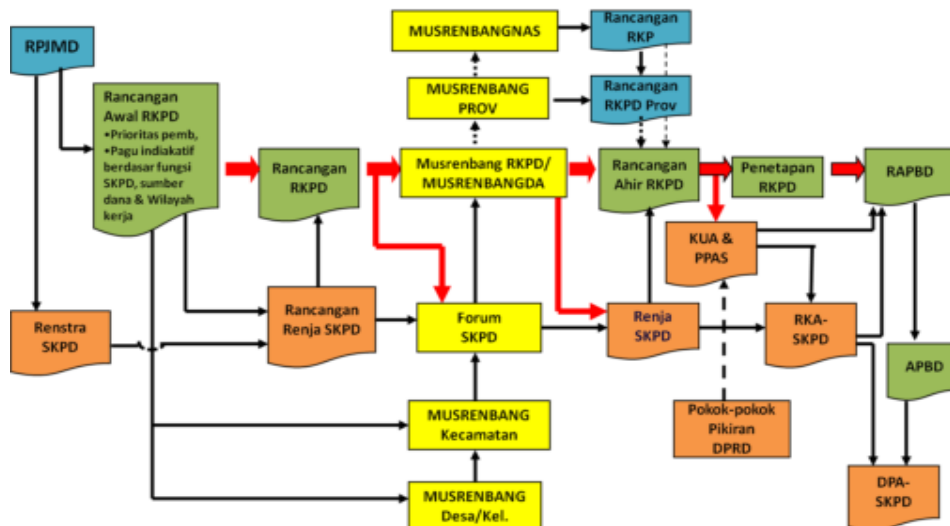 MUSRENBANGNAS
Rancangan
RKP
RPJMD
MUSRENBANG
PROV
Rancangan
RKPD Prov
Rancangan
Awal RKPD
•Prioritas pemb,
•Pagu indiakatif
berdasar fungsi
SKPD, sumber
dana & Wilayah
kerja
Rancangan
RKPD
Musrenbang RKPD/
MUSRENBANGDA
Rancangan
Ahir RKPD
Penetapan
RKPD
RAPBD
KUA &
PPAS
Renstra
SKPD
Rancangan
Renja SKPD
Forum
SKPD
Renja
SKPD
RKA-
SKPD
APBD
MUSRENBANG
Kecamatan
Pokok-pokok
Pikiran
DPRD
MUSRENBANG
Desa/Kel.
DPA-
SKPD